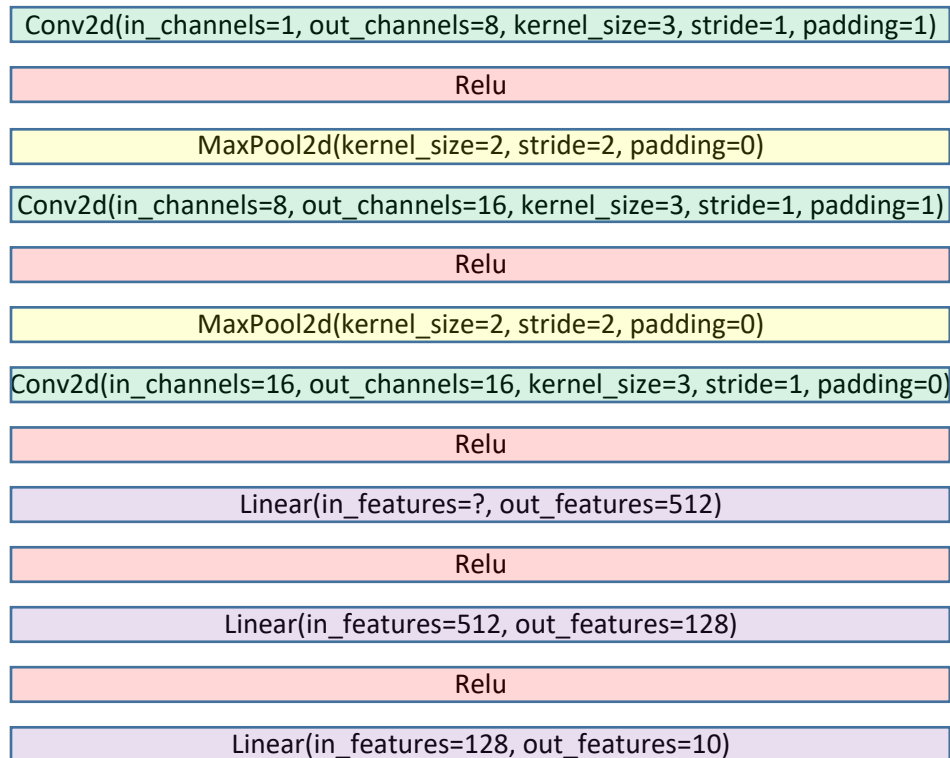 Conv2d(in_channels=1, out_channels=8, kernel_size=3, stride=1, padding=1)
Relu
MaxPool2d(kernel_size=2, stride=2, padding=0)
Conv2d(in_channels=8, out_channels=16, kernel_size=3, stride=1, padding=1)
Relu
MaxPool2d(kernel_size=2, stride=2, padding=0)
Conv2d(in_channels=16, out_channels=16, kernel_size=3, stride=1, padding=0)
Relu
Linear(in_features=?, out_features=512)
Relu
Linear(in_features=512, out_features=128)
Relu
Linear(in_features=128, out_features=10)